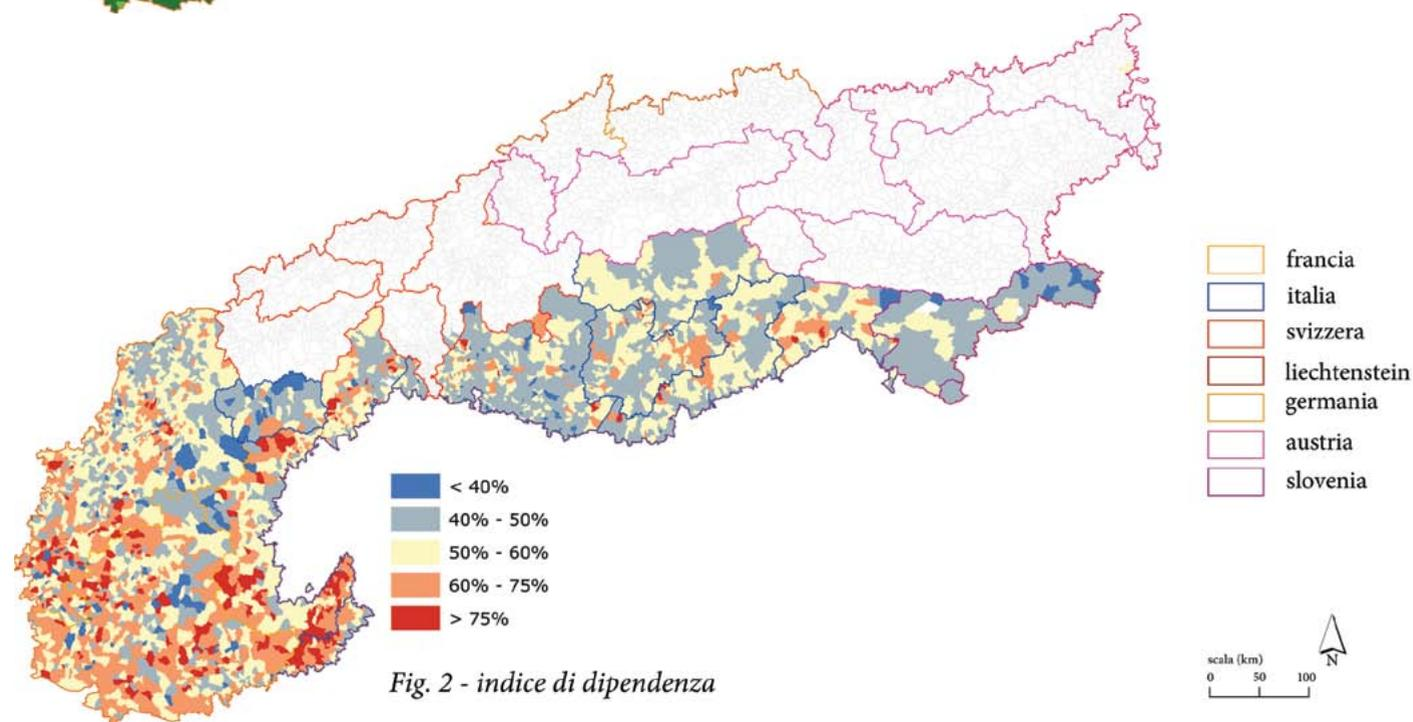 francia
italia
svizzera
liechtenstein
germania
austria
slovenia
< 40%
40% - 50%
50% - 60%
60% - 75%
> 75%
Fig. 2 - indice di dipendenza
scala (km)
0 50 100
N